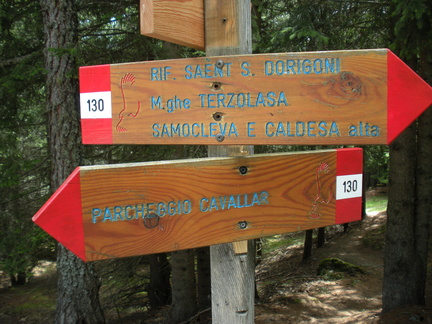 130
RIF. SAENT S. DORIGONI
M.ghe TERZOLASA
SAMOCLEVA E CALDESA alta
PARCHEGGIO CAVALLAR
130